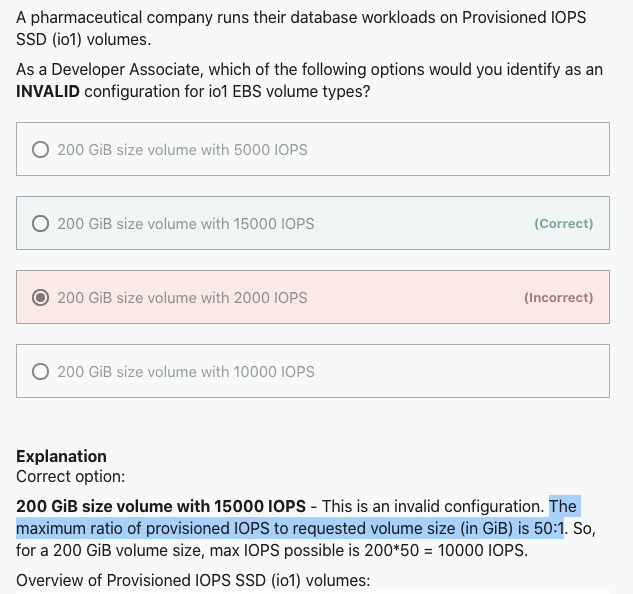 A pharmaceutical company runs their database workloads on Provisioned IOPS
SSD (io1) volumes.
As a Developer Associate, which of the following options would you identify as an
INVALID configuration for io1 EBS volume types?
200 GiB size volume with 5000 IOPS
200 GiB size volume with 15000 IOPS (Correct)
200 GiB size volume with 2000 IOPS (Incorrect)
200 GiB size volume with 10000 IOPS
Explanation
Correct option:
200 GiB size volume with 15000 IOPS - This is an invalid configuration. The
maximum ratio of provisioned IOPS to requested volume size (in GiB) is 50:1. So,
for a 200 GiB volume size, max IOPS possible is 200*50 = 10000 IOPS.
Overview of Provisioned IOPS SSD (io1) volumes: